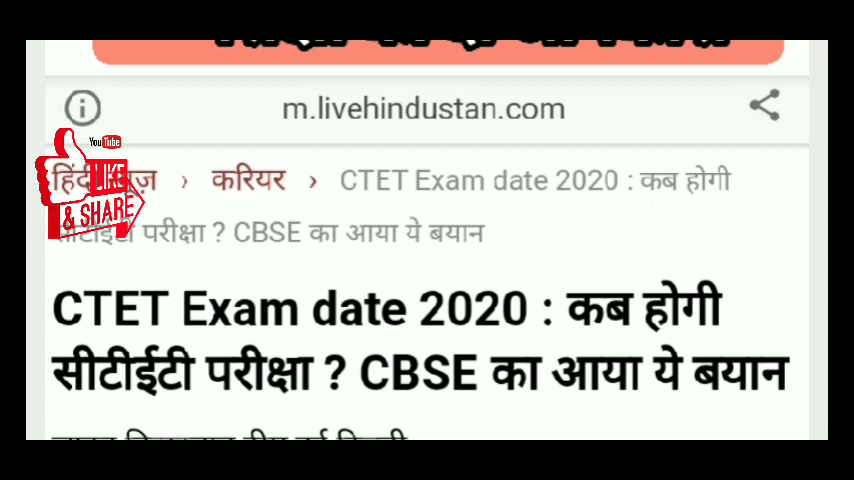 m.livehindustan.com
YouTube
LIKE
& SHARE
हिंदी न्यूज़ › करियर › CTET Exam date 2020 : कब होगी
सीटीईटी परीक्षा ? CBSE का आया ये बयान
CTET Exam date 2020 : कब होगी
सीटीईटी परीक्षा ? CBSE का आया ये बयान